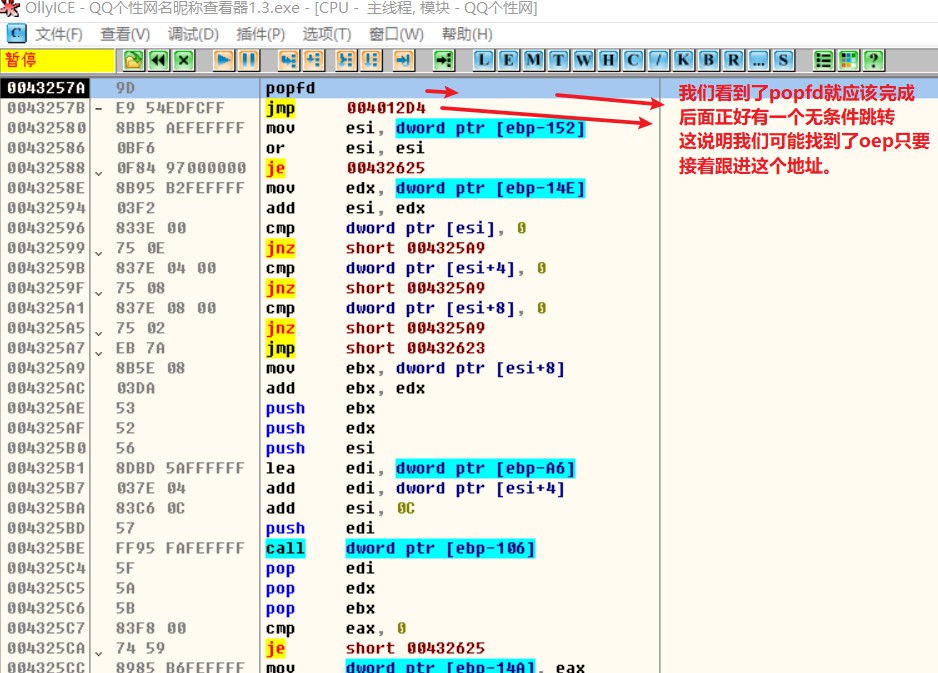 OllyICE - QQ个性网名昵称查看器1.3.exe - [CPU - 主线程, 模块 - QQ个性网]
C 文件(F) 查看(V) 调试(D) 插件(P) 选项(T) 窗口(W) 帮助(H)
暂停 L E M T W H C / K B R ... S ?
0043257A 9D popfd
0043257B - E9 54EDFCFF jmp 004012D4
00432580 8BB5 AEFEFFFF mov esi, dword ptr [ebp-152]
00432586 0BF6 or esi, esi
00432588 0F84 97000000 je 00432625
0043258E 8B95 B2FEFFFF mov edx, dword ptr [ebp-14E]
00432594 03F2 add esi, edx
00432596 833E 00 cmp dword ptr [esi], 0
00432599 75 0E jnz short 004325A9
0043259B 837E 04 00 cmp dword ptr [esi+4], 0
0043259F 75 08 jnz short 004325A9
004325A1 837E 08 00 cmp dword ptr [esi+8], 0
004325A5 75 02 jnz short 004325A9
004325A7 EB 7A jmp short 00432623
004325A9 8B5E 08 mov ebx, dword ptr [esi+8]
004325AC 03DA add ebx, edx
004325AE 53 push ebx
004325AF 52 push edx
004325B0 56 push esi
004325B1 8DBD 5AFFFFFF lea edi, dword ptr [ebp-A6]
004325B7 037E 04 add edi, dword ptr [esi+4]
004325BA 83C6 0C add esi, 0C
004325BD 57 push edi
004325BE FF95 FAFEFFFF call dword ptr [ebp-106]
004325C4 5F pop edi
004325C5 5A pop edx
004325C6 5B pop ebx
004325C7 83F8 00 cmp eax, 0
004325CA 74 59 je short 00432625
004325CC 8985 B6FEFFFF mov dword ptr [ebp-14A], eax
我们看到了popfd就应该完成
后面正好有一个无条件跳转
这说明我们可能找到了oep只要
接着跟进这个地址。